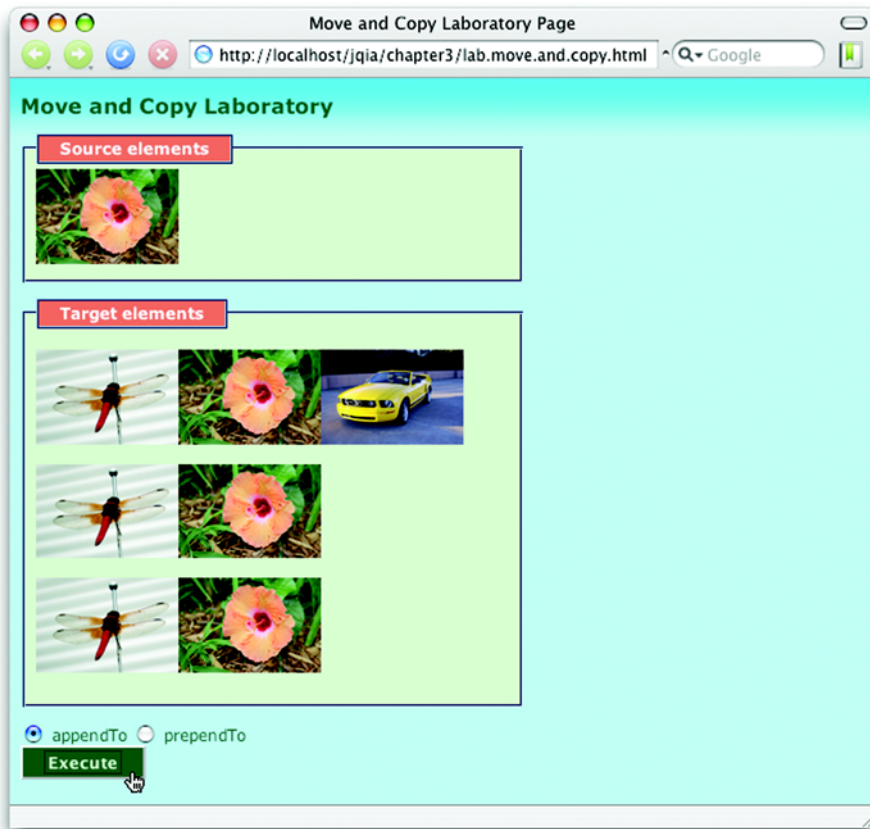 Move and Copy Laboratory Page
http://localhost/jqia/chapter3/lab.move.and.copy.html
Google
Move and Copy Laboratory
Source elements
Target elements
appendTo prependTo
Execute